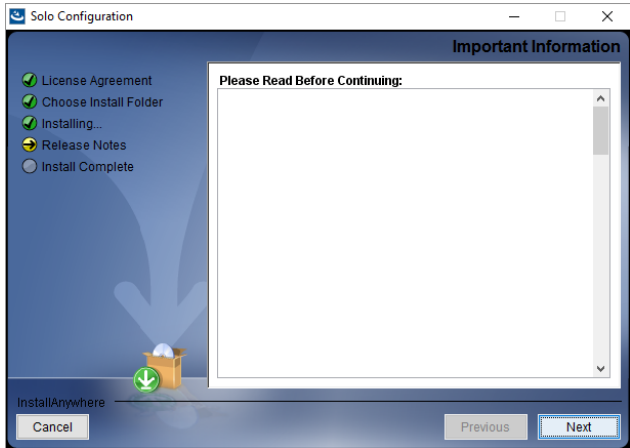 Solo Configuration
Important Information
License Agreement
Choose Install Folder
Installing...
Release Notes
Install Complete
Please Read Before Continuing:
InstallAnywhere
Cancel
Previous
Next